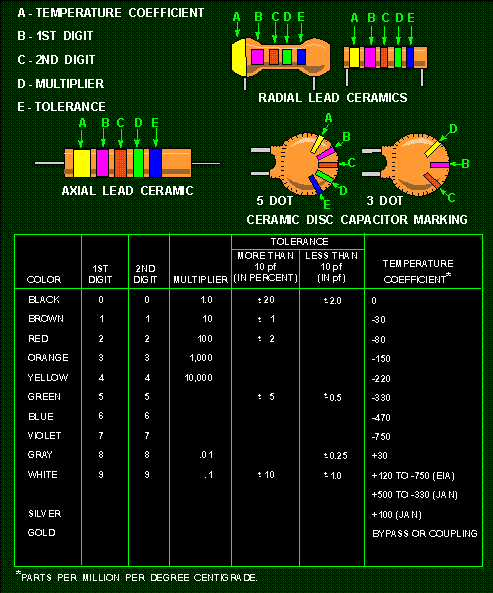 A - TEMPERATURE COEFFICIENT
B - 1ST DIGIT
C - 2ND DIGIT
D - MULTIPLIER
E - TOLERANCE
A B C D E
A B C D E
RADIAL LEAD CERAMICS
A B C D E
AXIAL LEAD CERAMIC
A
B
C
D
E
5 DOT
D
B
C
3 DOT
CERAMIC DISC CAPACITOR MARKING
COLOR 1ST DIGIT 2ND DIGIT MULTIPLIER TOLERANCE MORE THAN 10 pf (IN PERCENT) LESS THAN 10 pf (IN pf) TEMPERATURE COEFFICIENT*
BLACK 0 0 1.0 ±20 ±2.0 0
BROWN 1 1 10 ± 1 -30
RED 2 2 100 ± 2 -80
ORANGE 3 3 1,000 -150
YELLOW 4 4 10,000 -220
GREEN 5 5 ± 5 ±0.5 -330
BLUE 6 6 -470
VIOLET 7 7 -750
GRAY 8 8 .01 ±0.25 +30
WHITE 9 9 .1 ±10 ±1.0 +120 TO -750 (EIA)
+500 TO -330 (JAN)
SILVER +100 (JAN)
GOLD BYPASS OR COUPLING
*PARTS PER MILLION PER DEGREE CENTIGRADE.